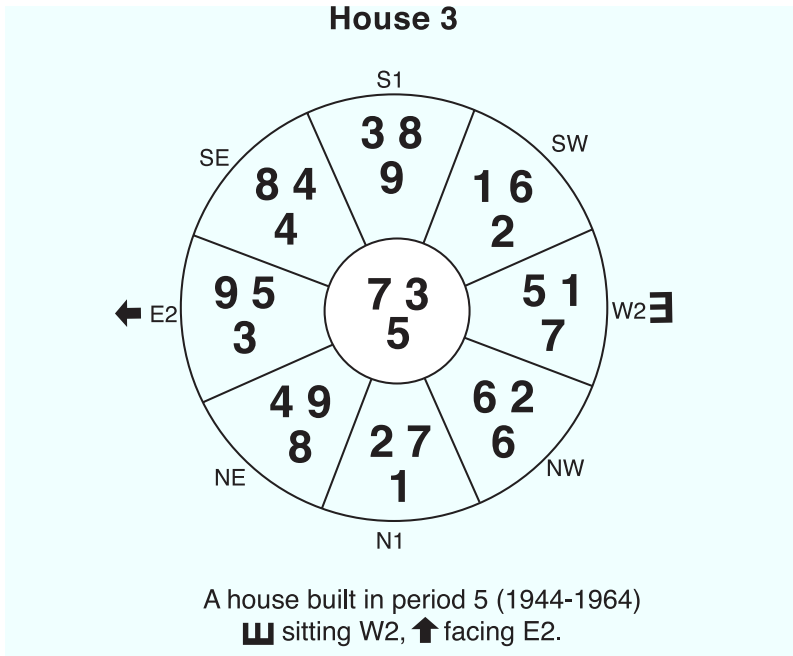 House 3
S1
3 8
9
SE
8 4
4
SW
1 6
2
E2
9 5
3
7 3
5
5 1
7
W2
4 9
8
NE
2 7
1
6 2
6
NW
N1
A house built in period 5 (1944-1964)
sitting W2, facing E2.